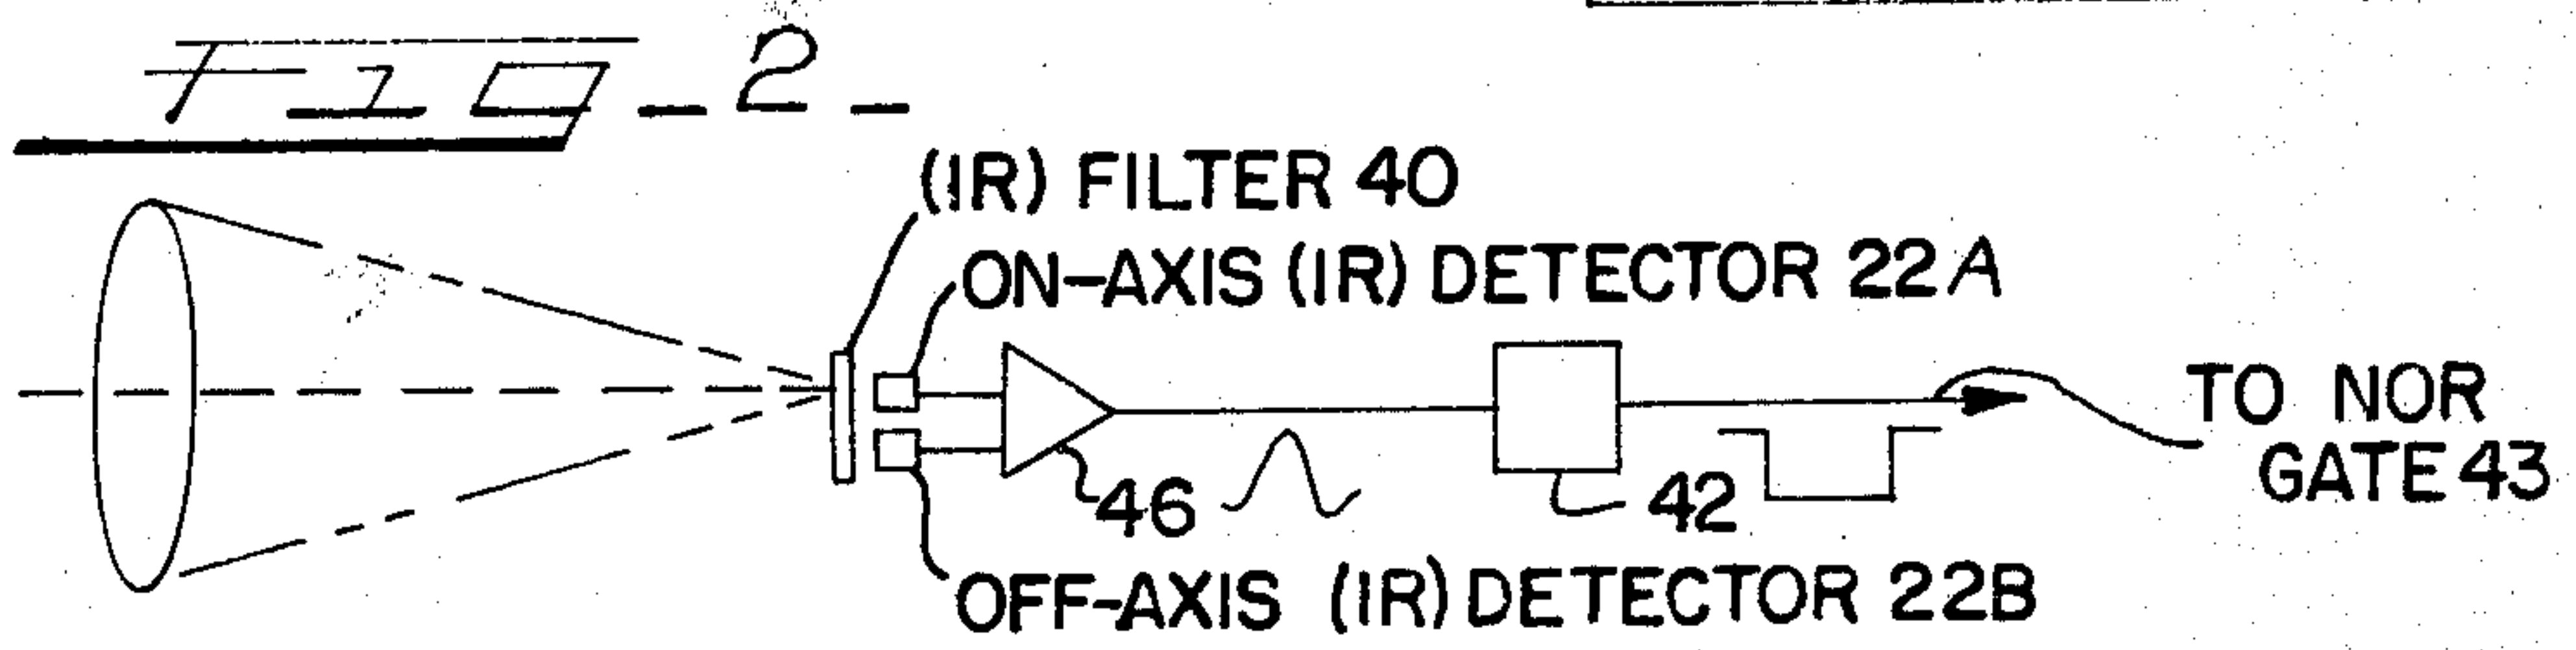 Fig_2_
(IR) FILTER 40
ON-AXIS (IR) DETECTOR 22A
TO NOR
GATE 43
46
42
OFF-AXIS (IR) DETECTOR 22B